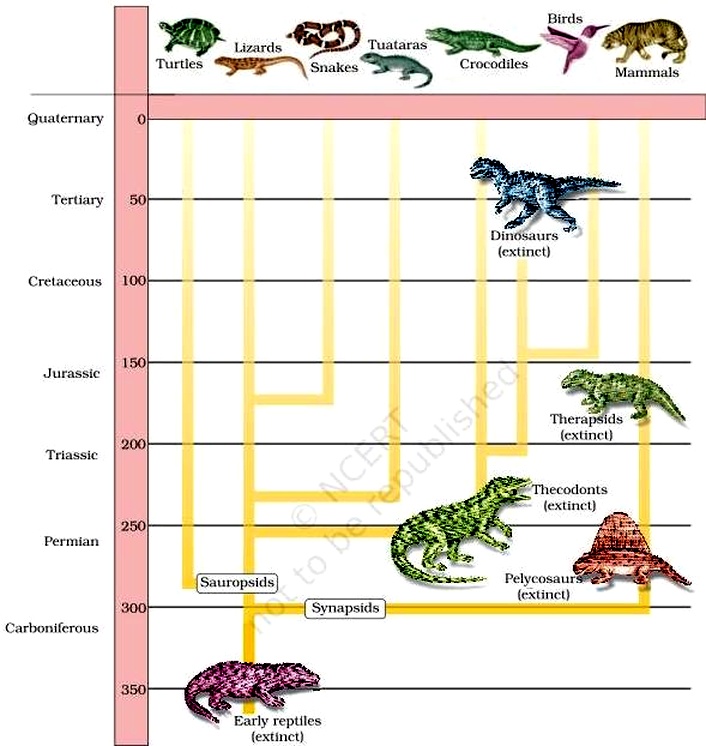 Turtles
Lizards
Snakes
Tuataras
Crocodiles
Birds
Mammals
Quaternary 0
Tertiary 50
Dinosaurs
(extinct)
Cretaceous 100
150
Jurassic
Therapsids
(extinct)
200
Triassic
Thecodonts
(extinct)
250
Permian
Sauropsids
Pelycosaurs
(extinct)
300
Synapsids
Carboniferous
350
Early reptiles
(extinct)
© NCERT
not to be republished